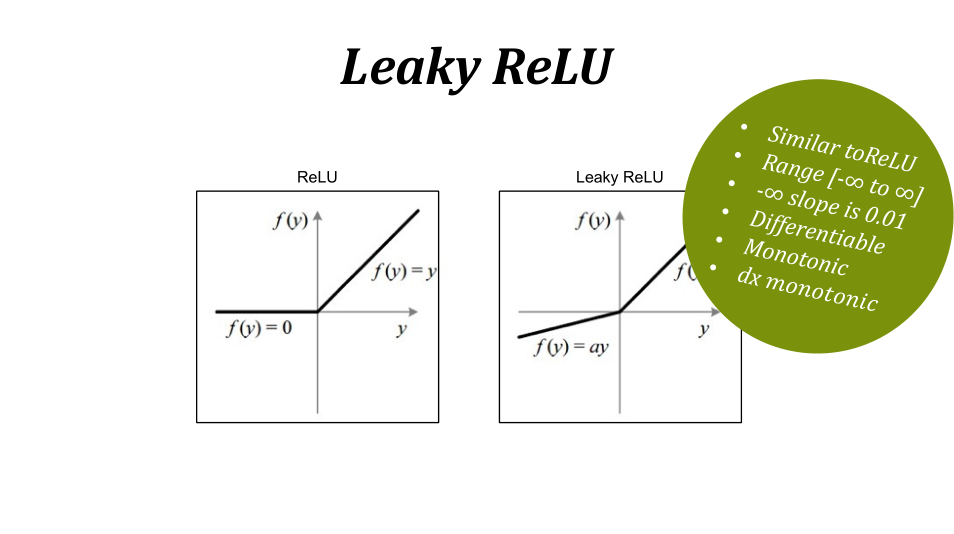 Leaky ReLU
ReLU
f(y)
f(y) = y
f(y) = 0
y
Leaky ReLU
f(y)
f(
y
f(y) = ay
• Similar toReLU
• Range [-∞ to ∞]
• -∞ slope is 0.01
• Differentiable
• Monotonic
• dx monotonic